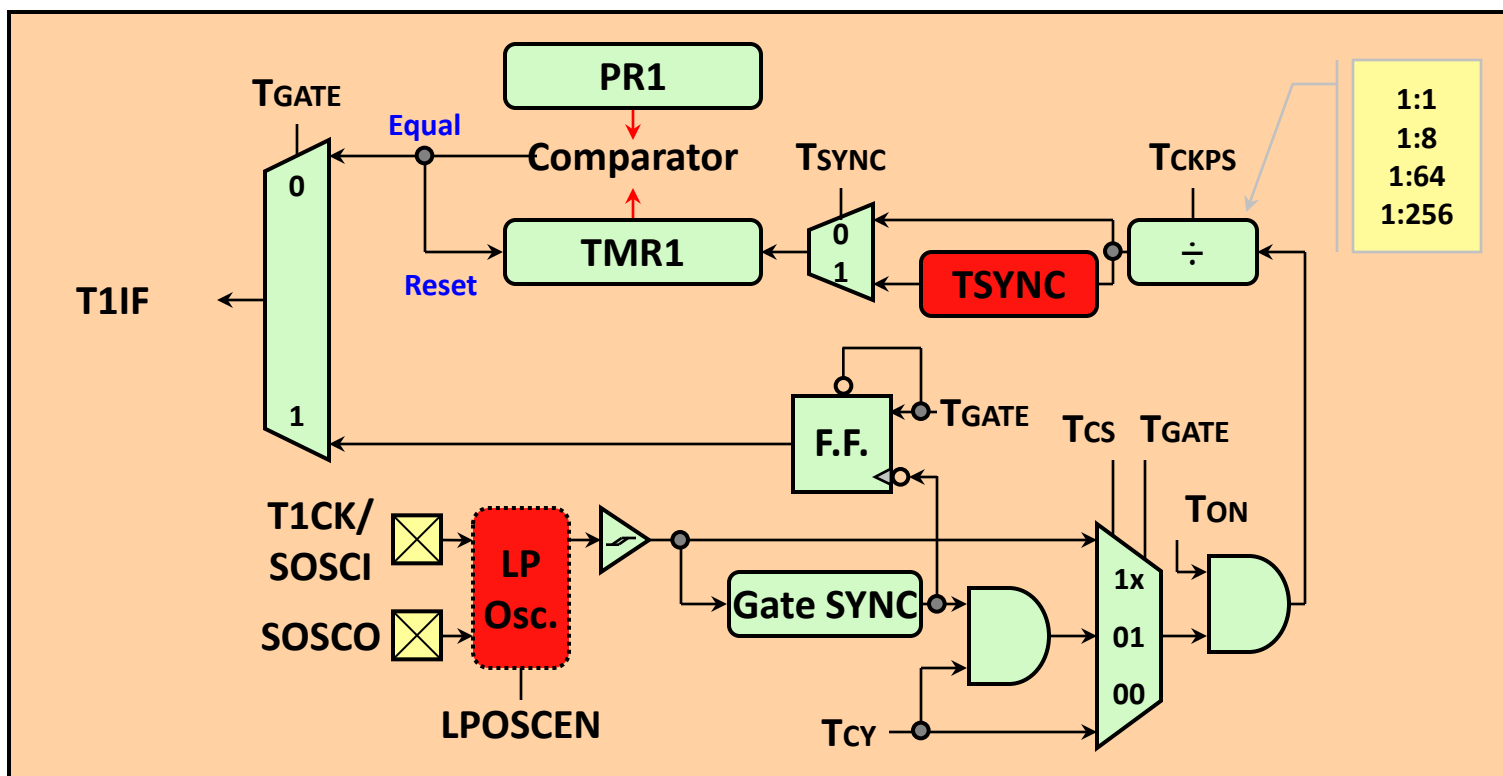 PR1
TGATE
Equal
Comparator
TSYNC
TCKPS
1:1
1:8
1:64
1:256
0
TMR1
0
1
TSYNC
÷
Reset
T1IF
1
F.F.
TGATE
TCS
TGATE
T1CK/
SOSCI
LP
Osc.
TON
1x
Gate SYNC
SOSCO
01
00
LPOSCEN
TCY